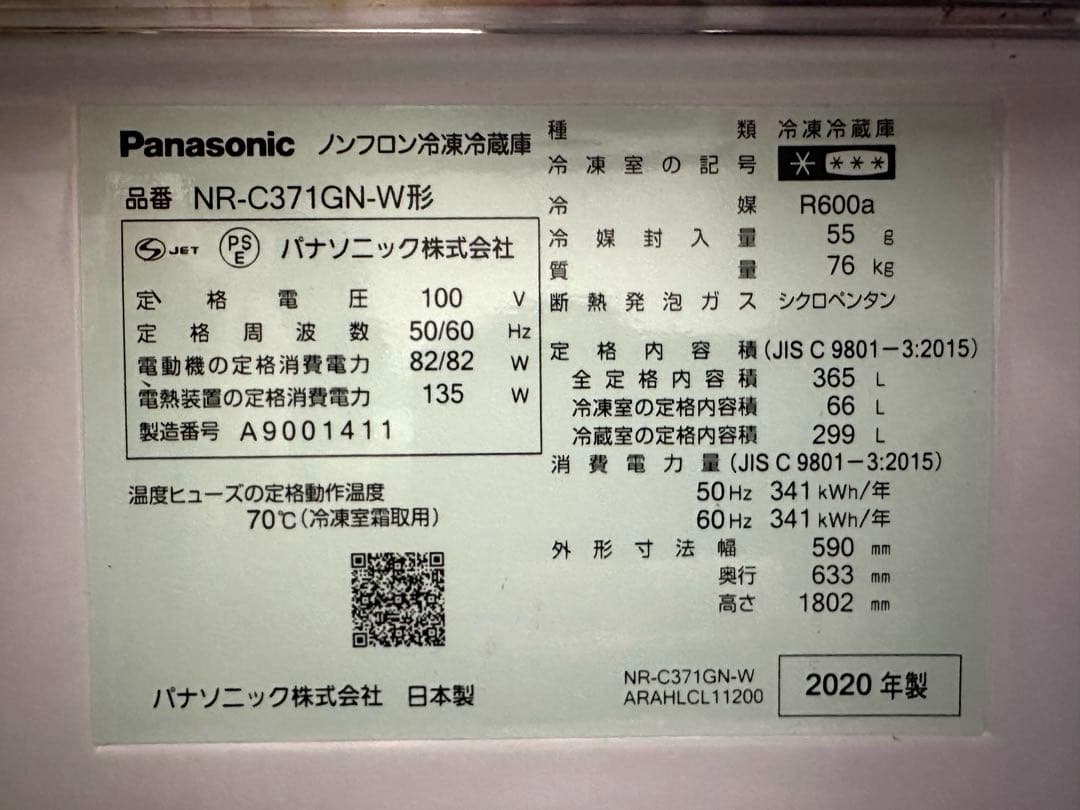 Panasonic ノンフロン冷凍冷蔵庫
品番 NR-C371GN-W形
JET PSE パナソニック株式会社
定格電圧 100 V
定格周波数 50/60 Hz
電動機の定格消費電力 82/82 W
電熱装置の定格消費電力 135 W
製造番号 A9001411
温度ヒューズの定格動作温度
70℃(冷凍室霜取用)
パナソニック株式会社 日本製
種類 冷凍冷蔵庫
冷凍室の記号 * ***
冷媒 R600a
冷媒封入量 55 g
質量 76 kg
断熱発泡ガス シクロペンタン
定格内容積 (JIS C 9801-3:2015)
全定格内容積 365 L
冷凍室の定格内容積 66 L
冷蔵室の定格内容積 299 L
消費電力量 (JIS C 9801-3:2015)
50Hz 341 kWh/年
60Hz 341 kWh/年
外形寸法幅 590 mm
奥行 633 mm
高さ 1802 mm
NR-C371GN-W
ARAHLCL11200
2020年製